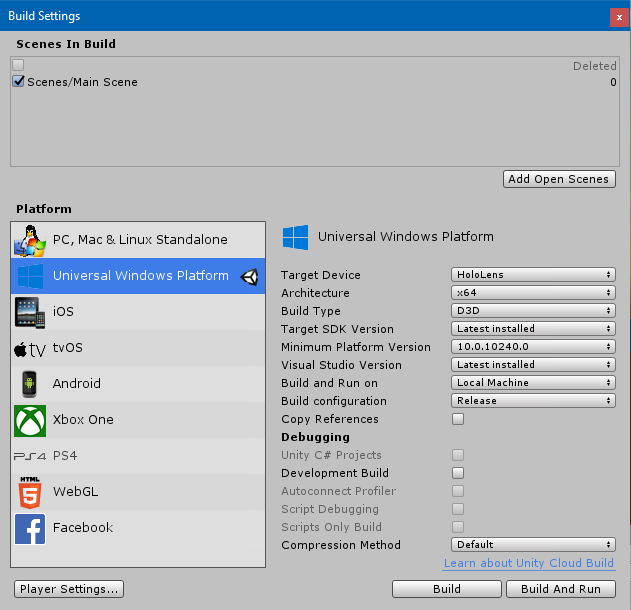 Build Settings
x
Scenes In Build
Deleted
Scenes/Main Scene 0
Add Open Scenes
Platform
PC, Mac & Linux Standalone
Universal Windows Platform
iOS
tv tvOS
Android
Xbox One
PS4 PS4
HTML 5 WebGL
f Facebook
Universal Windows Platform
Target Device HoloLens
Architecture x64
Build Type D3D
Target SDK Version Latest installed
Minimum Platform Version 10.0.10240.0
Visual Studio Version Latest installed
Build and Run on Local Machine
Build configuration Release
Copy References
Debugging
Unity C# Projects
Development Build
Autoconnect Profiler
Script Debugging
Scripts Only Build
Compression Method Default
Learn about Unity Cloud Build
Player Settings... Build Build And Run